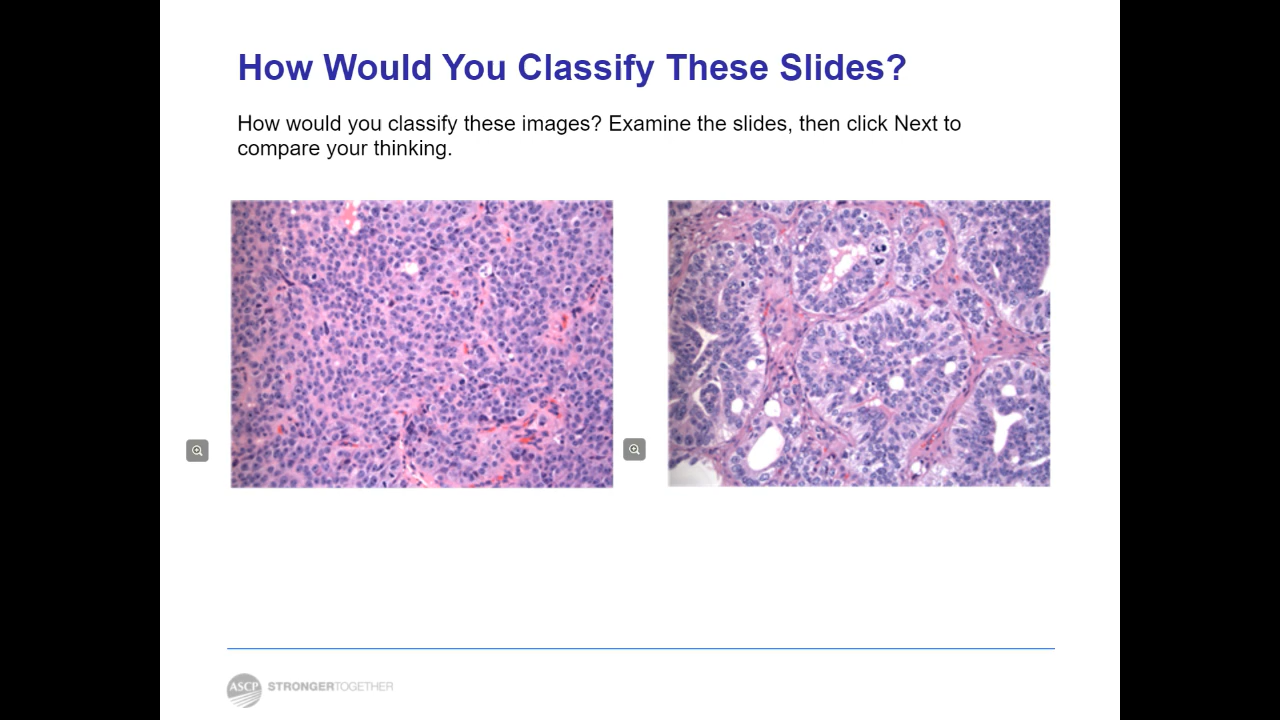 How Would You Classify These Slides?
How would you classify these images? Examine the slides, then click Next to
compare your thinking.
ASCP STRONGERTOGETHER